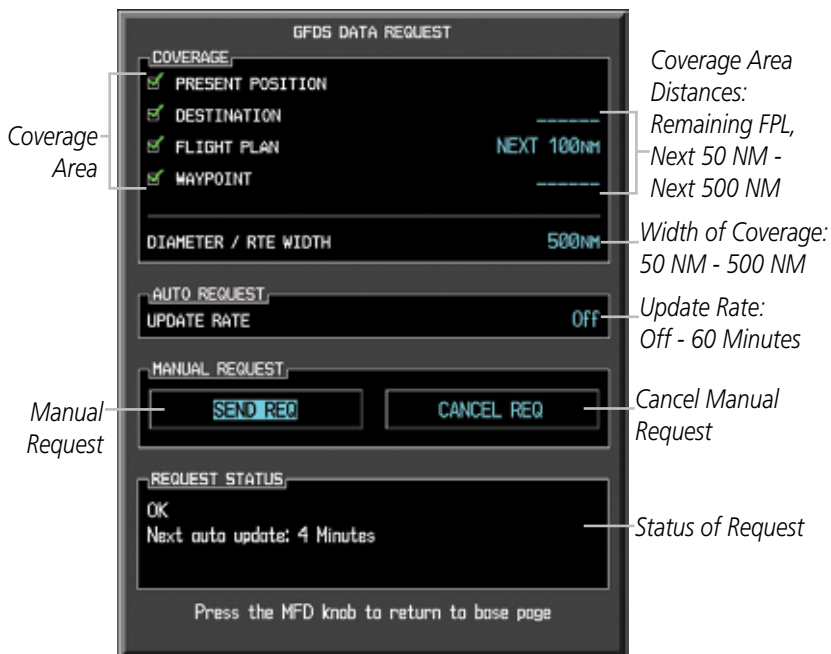 GFDS DATA REQUEST
COVERAGE
PRESENT POSITION
DESTINATION ______
FLIGHT PLAN NEXT 100NM
WAYPOINT ______
DIAMETER / RTE WIDTH 500NM
AUTO REQUEST
UPDATE RATE Off
MANUAL REQUEST
SEND REQ CANCEL REQ
REQUEST STATUS
OK
Next auto update: 4 Minutes
Press the MFD knob to return to base page
Coverage
Area
Manual
Request
Coverage Area
Distances:
Remaining FPL,
Next 50 NM -
Next 500 NM
Width of Coverage:
50 NM - 500 NM
Update Rate:
Off - 60 Minutes
Cancel Manual
Request
Status of Request